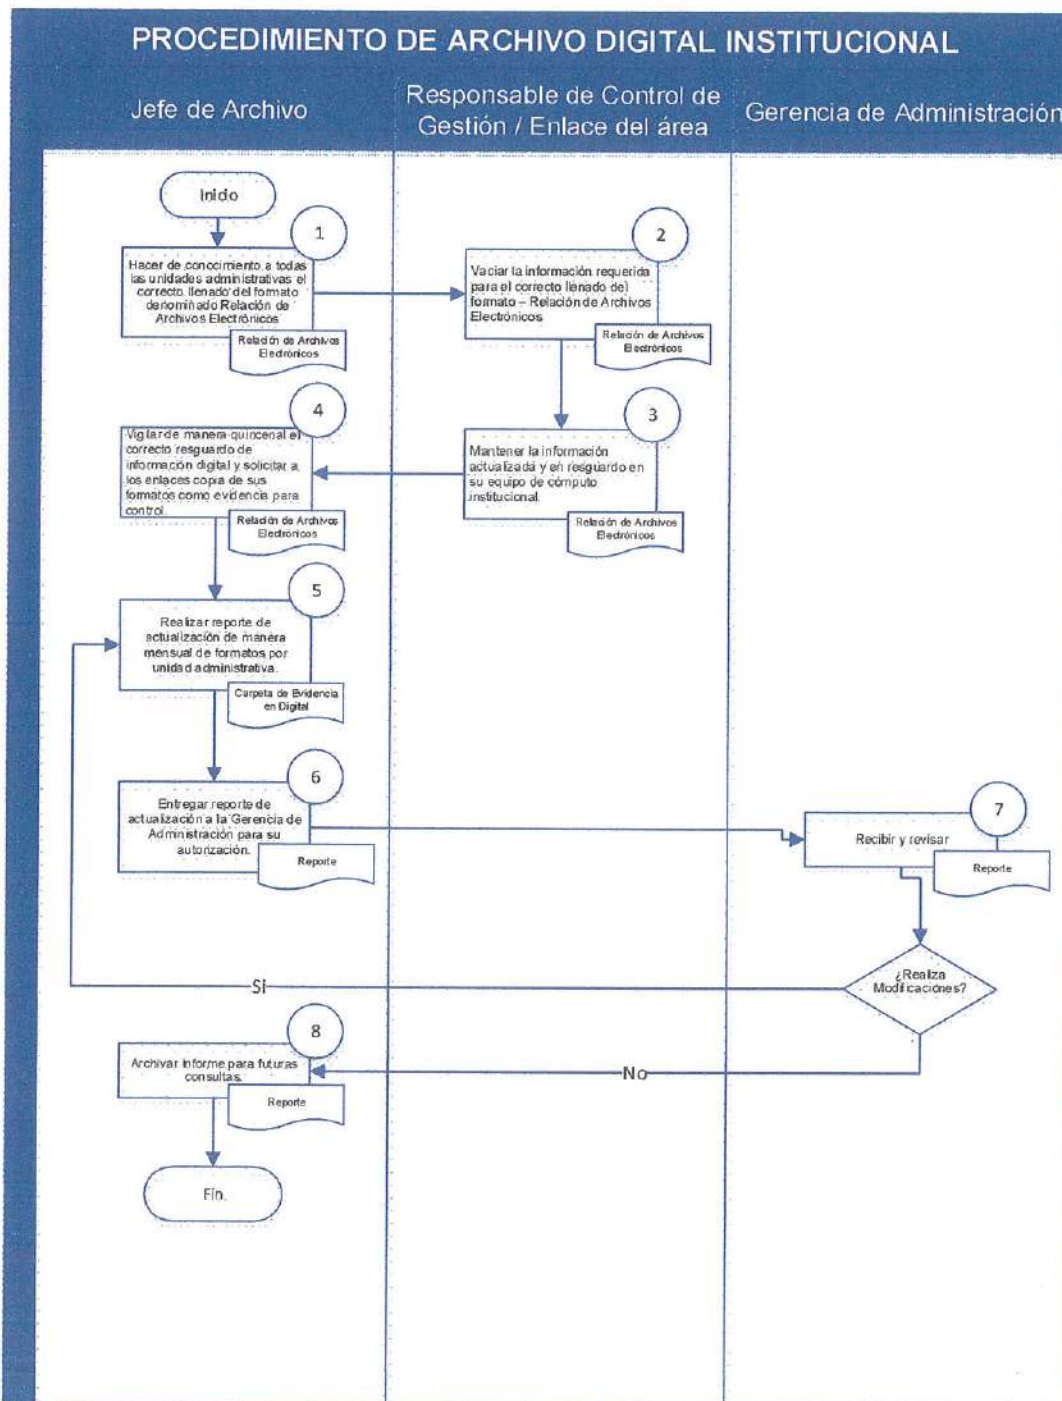 PROCEDIMIENTO DE ARCHIVO DIGITAL INSTITUCIONAL
Jefe de Archivo
Responsable de Control de
Gestión / Enlace del área
Gerencia de Administración
Inicio
1
Hacer de conocimiento a todas
las unidades administrativas el
correcto llenado del formato
denominado Relación de
Archivos Electrónicos
Relación de Archivos
Electrónicos
2
Vaciar la información requerida
para el correcto llenado del
formato – Relación de Archivos
Electrónicos
Relación de Archivos
Electrónicos
3
Mantener la información
actualizada y en resguardo en
su equipo de cómputo
institucional.
Relación de Archivos
Electrónicos
4
Vigilar de manera quincenal el
correcto resguardo de
información digital y solicitar a
los enlaces copia de sus
formatos como evidencia para
control.
Relación de Archivos
Electrónicos
5
Realizar reporte de
actualización de manera
mensual de formatos por
unidad administrativa.
Carpeta de Evidencia
en Digital
6
Entregar reporte de
actualización a la Gerencia de
Administración para su
autorización.
Reporte
7
Recibir y revisar
Reporte
¿Realiza
Modificaciones?
Si
No
8
Archivar informe para futuras
consultas.
Reporte
Fin.